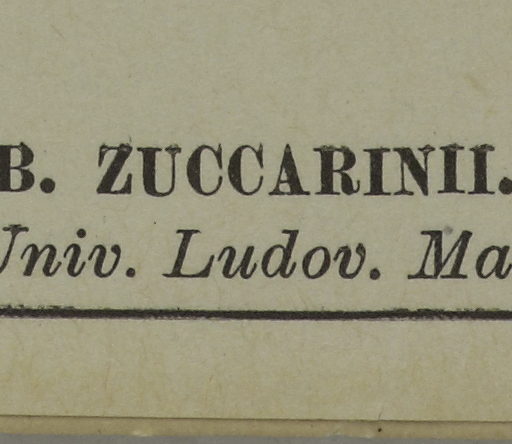 B. ZUCCARINII.
Univ. Ludov. Ma